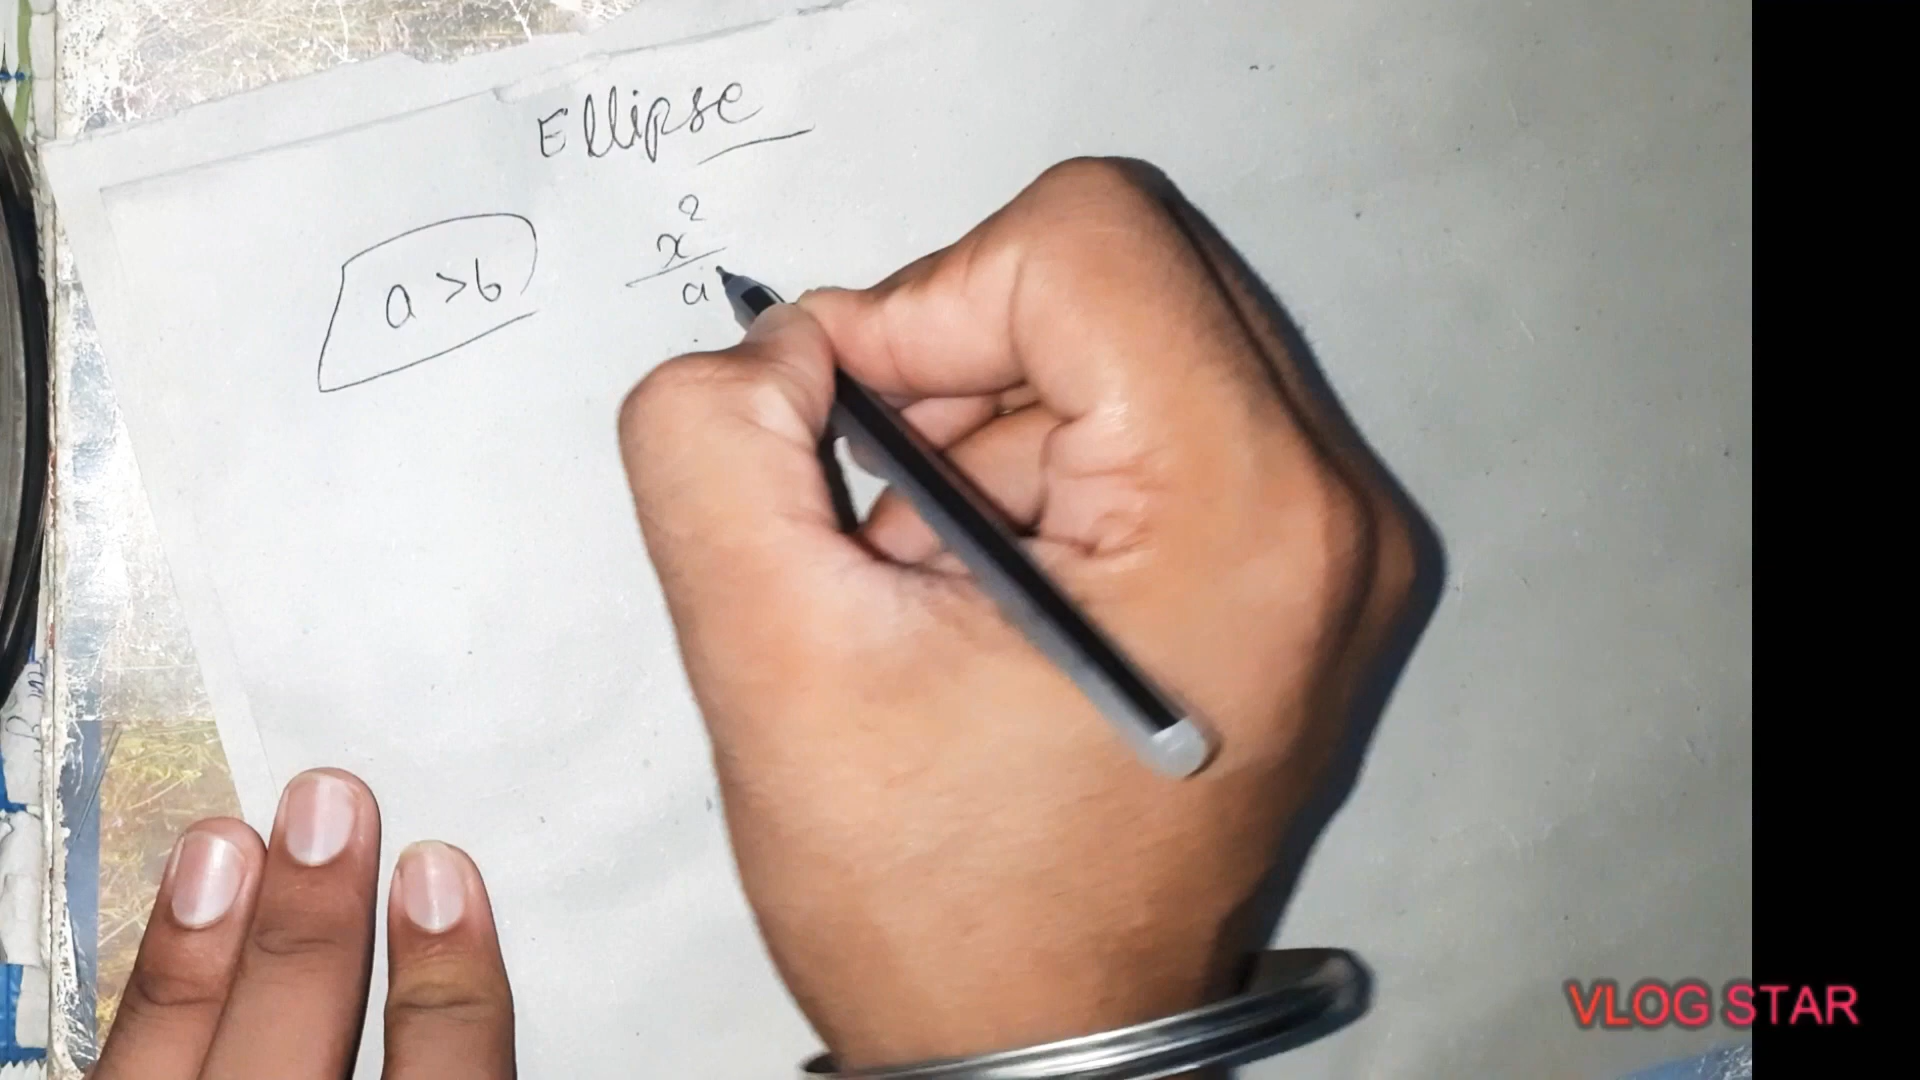 Ellipse
a > b
x²
a
VLOG STAR